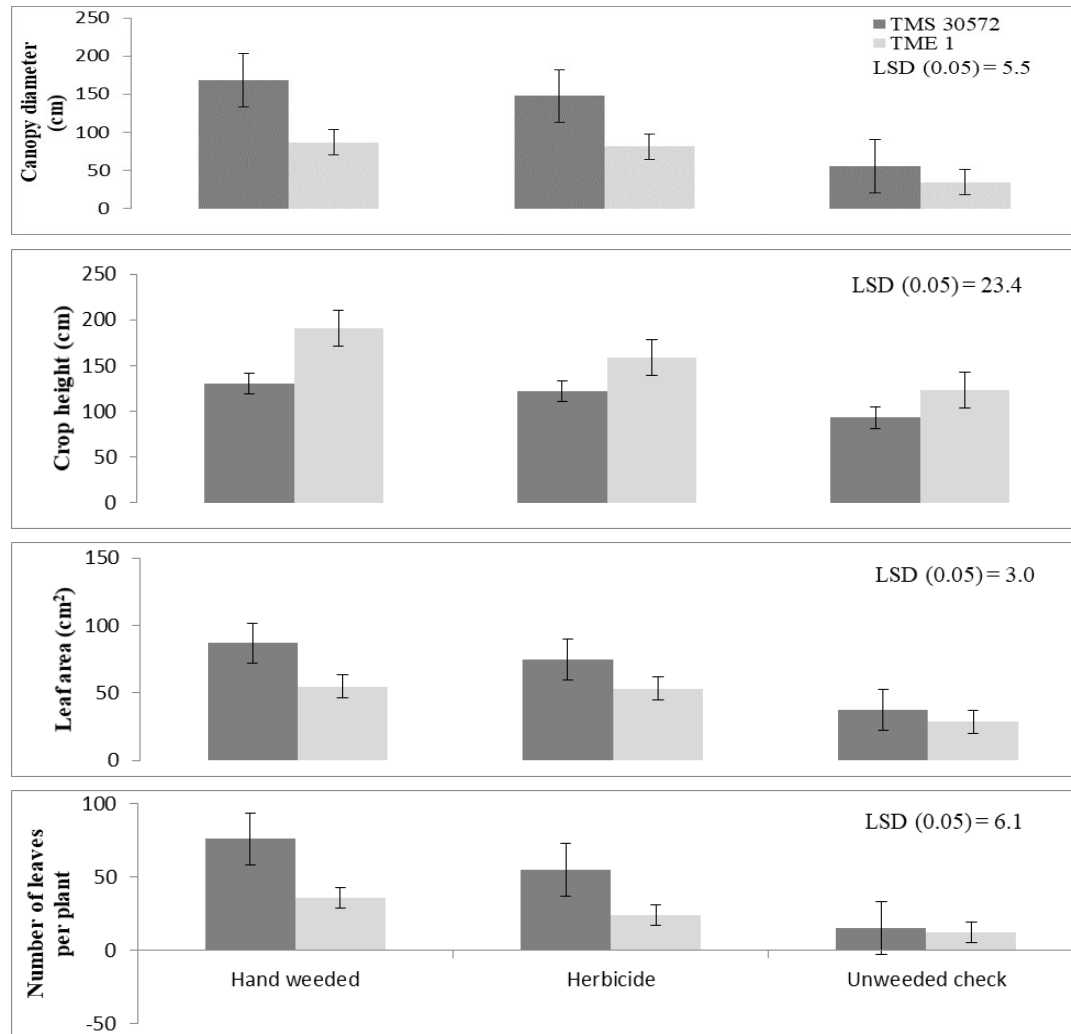 250
200
150
100
50
0
Canopy diameter
(cm)
TMS 30572
TME 1
LSD (0.05) = 5.5
250
200
150
100
50
0
Crop height (cm)
LSD (0.05) = 23.4
150
100
50
0
Leaf area (cm²)
LSD (0.05) = 3.0
100
50
0
-50
Number of leaves
per plant
LSD (0.05) = 6.1
Hand weeded Herbicide Unweeded check